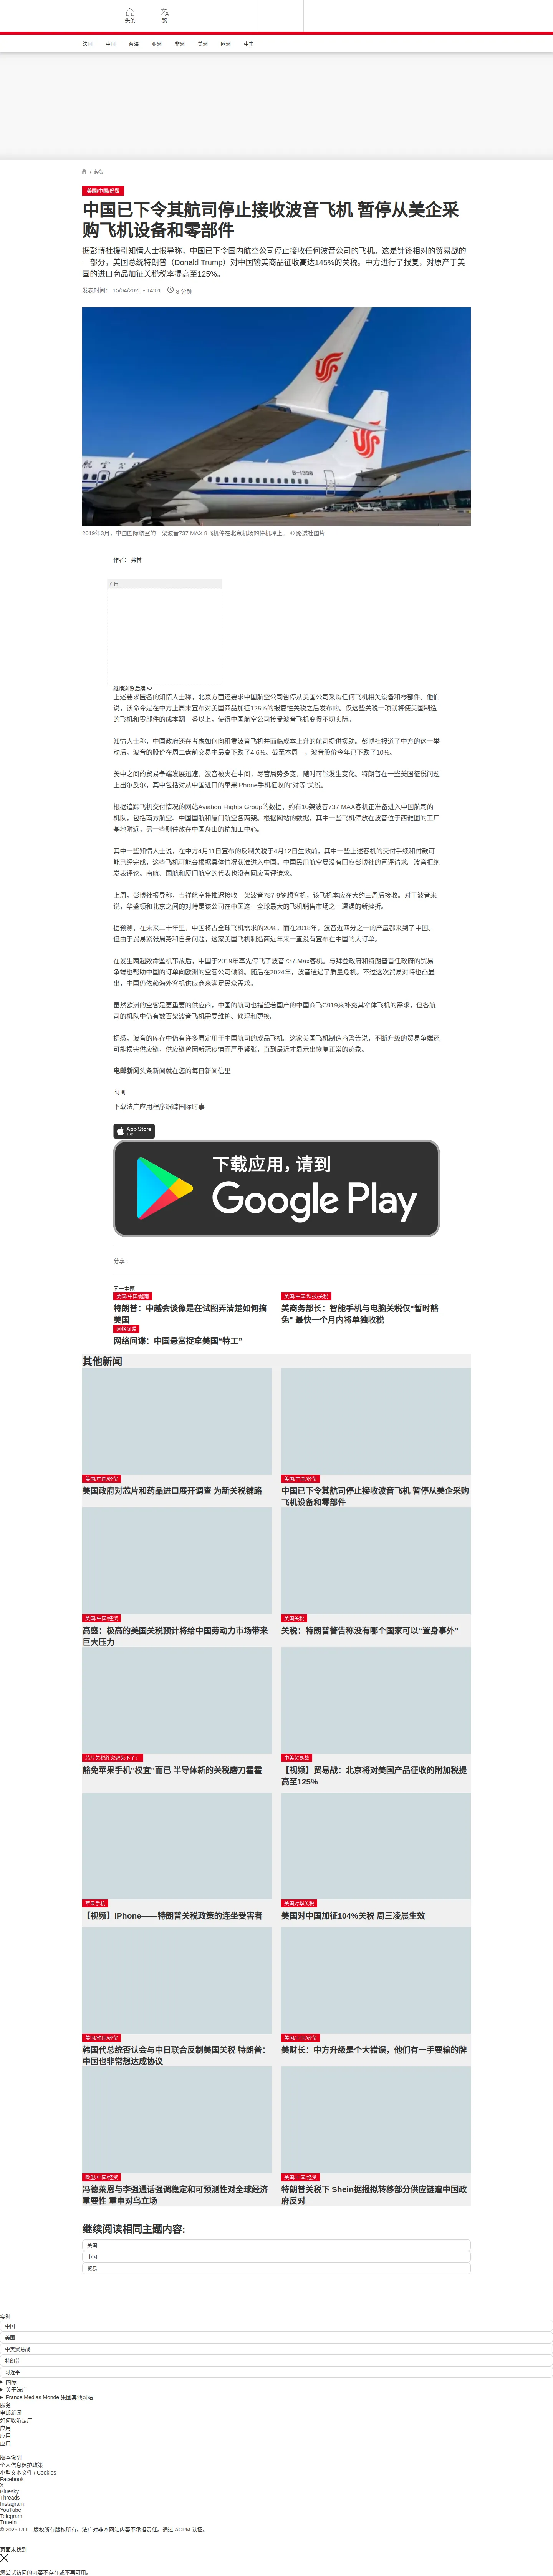 头条
繁
法国
中国
台海
亚洲
非洲
美洲
欧洲
中东
/ 经贸
美国/中国/经贸
中国已下令其航司停止接收波音飞机 暂停从美企采
购飞机设备和零部件
据彭博社援引知情人士报导称，中国已下令国内航空公司停止接收任何波音公司的飞机。这是针锋相对的贸易战的
一部分，美国总统特朗普（Donald Trump）对中国输美商品征收高达145%的关税。中方进行了报复，对原产于美
国的进口商品加征关税税率提高至125%。
发表时间： 15/04/2025 - 14:01
8 分钟
B-1398
2019年3月，中国国际航空的一架波音737 MAX 8飞机停在北京机场的停机坪上。 © 路透社图片
作者： 弗林
广告
继续浏览后续
上述要求匿名的知情人士称，北京方面还要求中国航空公司暂停从美国公司采购任何飞机相关设备和零部件。他们
说，该命令是在中方上周末宣布对美国商品加征125%的报复性关税之后发布的。仅这些关税一项就将使美国制造
的飞机和零部件的成本翻一番以上，使得中国航空公司接受波音飞机变得不切实际。
知情人士称，中国政府还在考虑如何向租赁波音飞机并面临成本上升的航司提供援助。彭博社报道了中方的这一举
动后，波音的股价在周二盘前交易中最高下跌了4.6%。截至本周一，波音股价今年已下跌了10%。
美中之间的贸易争端发展迅速，波音被夹在中间，尽管局势多变，随时可能发生变化。特朗普在一些美国征税问题
上出尔反尔，其中包括对从中国进口的苹果iPhone手机征收的“对等”关税。
根据追踪飞机交付情况的网站Aviation Flights Group的数据，约有10架波音737 MAX客机正准备进入中国航司的
机队，包括南方航空、中国国航和厦门航空各两架。根据网站的数据，其中一些飞机停放在波音位于西雅图的工厂
基地附近，另一些则停放在中国舟山的精加工中心。
其中一些知情人士说，在中方4月11日宣布的反制关税于4月12日生效前，其中一些上述客机的交付手续和付款可
能已经完成，这些飞机可能会根据具体情况获准进入中国。中国民用航空局没有回应彭博社的置评请求。波音拒绝
发表评论。南航、国航和厦门航空的代表也没有回应置评请求。
上周，彭博社报导称，吉祥航空将推迟接收一架波音787-9梦想客机。该飞机本应在大约三周后接收。对于波音来
说，华盛顿和北京之间的对峙是该公司在中国这一全球最大的飞机销售市场之一遭遇的新挫折。
据预测，在未来二十年里，中国将占全球飞机需求的20%，而在2018年，波音近四分之一的产量都来到了中国。
但由于贸易紧张局势和自身问题，这家美国飞机制造商近年来一直没有宣布在中国的大订单。
在发生两起致命坠机事故后，中国于2019年率先停飞了波音737 Max客机。与拜登政府和特朗普首任政府的贸易
争端也帮助中国的订单向欧洲的空客公司倾斜。随后在2024年，波音遭遇了质量危机。不过这次贸易对峙也凸显
出，中国仍依赖海外客机供应商来满足民众需求。
虽然欧洲的空客是更重要的供应商，中国的航司也指望着国产的中国商飞C919来补充其窄体飞机的需求，但各航
司的机队中仍有数百架波音飞机需要维护、修理和更换。
据悉，波音的库存中仍有许多原定用于中国航司的成品飞机。这家美国飞机制造商警告说，不断升级的贸易争端还
可能损害供应链，供应链曾因新冠疫情而严重紧张，直到最近才显示出恢复正常的迹象。
电邮新闻头条新闻就在您的每日新闻信里
订阅
下载法广应用程序跟踪国际时事
App Store
下载
下载应用，请到
Google Play
分享 :
同一主题
美国/中国/越南
特朗普：中越会谈像是在试图弄清楚如何搞
美国
美国/中国/科技/关税
美商务部长：智能手机与电脑关税仅"暂时豁
免" 最快一个月内将单独收税
网络间谍
网络间谍：中国悬赏捉拿美国“特工”
其他新闻
美国/中国/经贸
美国政府对芯片和药品进口展开调查 为新关税铺路
美国/中国/经贸
中国已下令其航司停止接收波音飞机 暂停从美企采购
飞机设备和零部件
美国/中国/经贸
高盛：极高的美国关税预计将给中国劳动力市场带来
巨大压力
美国关税
关税：特朗普警告称没有哪个国家可以“置身事外”
芯片关税终究避免不了？
豁免苹果手机“权宜”而已 半导体新的关税磨刀霍霍
中美贸易战
【视频】贸易战：北京将对美国产品征收的附加税提
高至125%
苹果手机
【视频】iPhone——特朗普关税政策的连坐受害者
美国对华关税
美国对中国加征104%关税 周三凌晨生效
美国/韩国/经贸
韩国代总统否认会与中日联合反制美国关税 特朗普：
中国也非常想达成协议
美国/中国/经贸
美财长：中方升级是个大错误，他们有一手要输的牌
欧盟/中国/经贸
冯德莱恩与李强通话强调稳定和可预测性对全球经济
重要性 重申对乌立场
美国/中国/经贸
特朗普关税下 Shein据报拟转移部分供应链遭中国政
府反对
继续阅读相同主题内容:
美国
中国
贸易
实时
中国
美国
中美贸易战
特朗普
习近平
国际
关于法广
France Médias Monde 集团其他网站
服务
电邮新闻
如何收听法广
应用
应用
应用
版本说明
个人信息保护政策
小型文本文件 / Cookies
Facebook
X
Bluesky
Threads
Instagram
YouTube
Telegram
TuneIn
© 2025 RFI – 版权所有版权所有。法广对非本网站内容不承担责任。通过 ACPM 认证。
页面未找到
您尝试访问的内容不存在或不再可用。